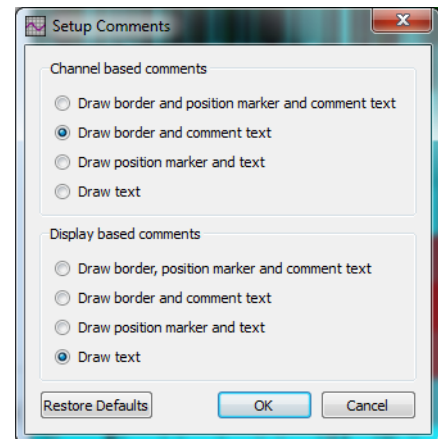 Setup Comments
Channel based comments
Draw border and position marker and comment text
Draw border and comment text
Draw position marker and text
Draw text
Display based comments
Draw border, position marker and comment text
Draw border and comment text
Draw position marker and text
Draw text
Restore Defaults OK Cancel